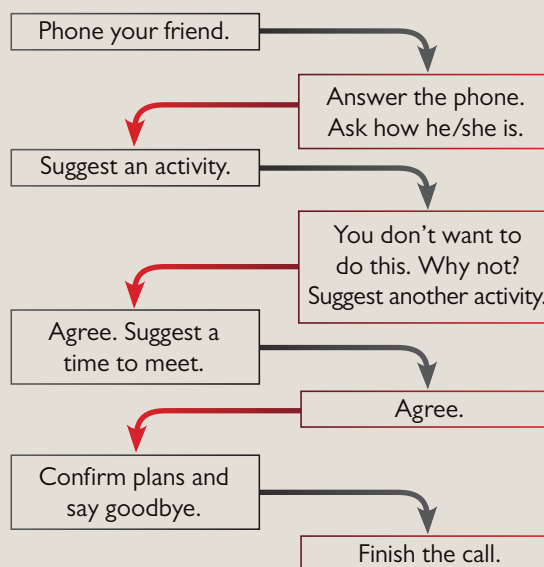 Phone your friend.
Answer the phone.
Ask how he/she is.
Suggest an activity.
You don't want to
do this. Why not?
Suggest another activity.
Agree. Suggest a
time to meet.
Agree.
Confirm plans and
say goodbye.
Finish the call.